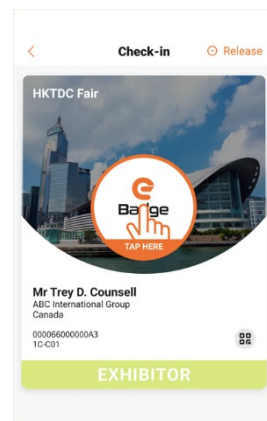 Check-in
Release
HKTDC Fair
e
Badge
TAP HERE
Mr Trey D. Counsell
ABC International Group
Canada
000066000000A3
1C-C01
EXHIBITOR